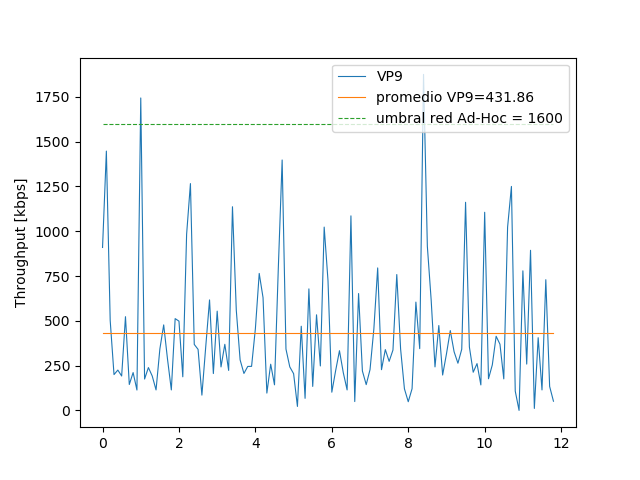 VP9
promedio VP9=431.86
umbral red Ad-Hoc = 1600
Throughput [kbps]
1750
1500
1250
1000
750
500
250
0
0 2 4 6 8 10 12